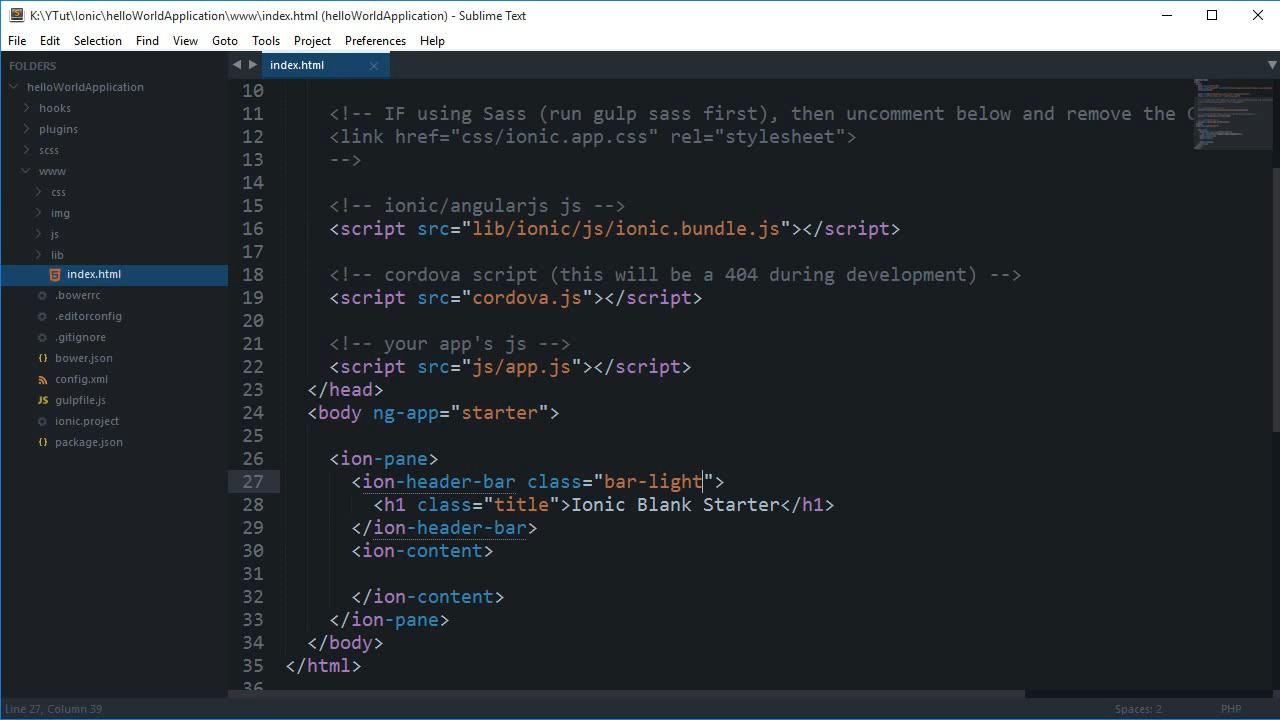 K:\YTut\Ionic\helloWorldApplication\www\index.html (helloWorldApplication) - Sublime Text
File Edit Selection Find View Goto Tools Project Preferences Help
FOLDERS
helloWorldApplication
hooks
plugins
scss
www
css
img
js
lib
index.html
.bowerrc
.editorconfig
.gitignore
bower.json
config.xml
JS gulpfile.js
ionic.project
package.json
index.html
10
11 <!-- IF using Sass (run gulp sass first), then uncomment below and remove the C
12 <link href="css/ionic.app.css" rel="stylesheet">
13 -->
14
15 <!-- ionic/angularjs js -->
16 <script src="lib/ionic/js/ionic.bundle.js"></script>
17
18 <!-- cordova script (this will be a 404 during development) -->
19 <script src="cordova.js"></script>
20
21 <!-- your app's js -->
22 <script src="js/app.js"></script>
23 </head>
24 <body ng-app="starter">
25
26 <ion-pane>
27 <ion-header-bar class="bar-light">
28 <h1 class="title">Ionic Blank Starter</h1>
29 </ion-header-bar>
30 <ion-content>
31
32 </ion-content>
33 </ion-pane>
34 </body>
35 </html>
36
Line 27, Column 39
Spaces: 2
PHP